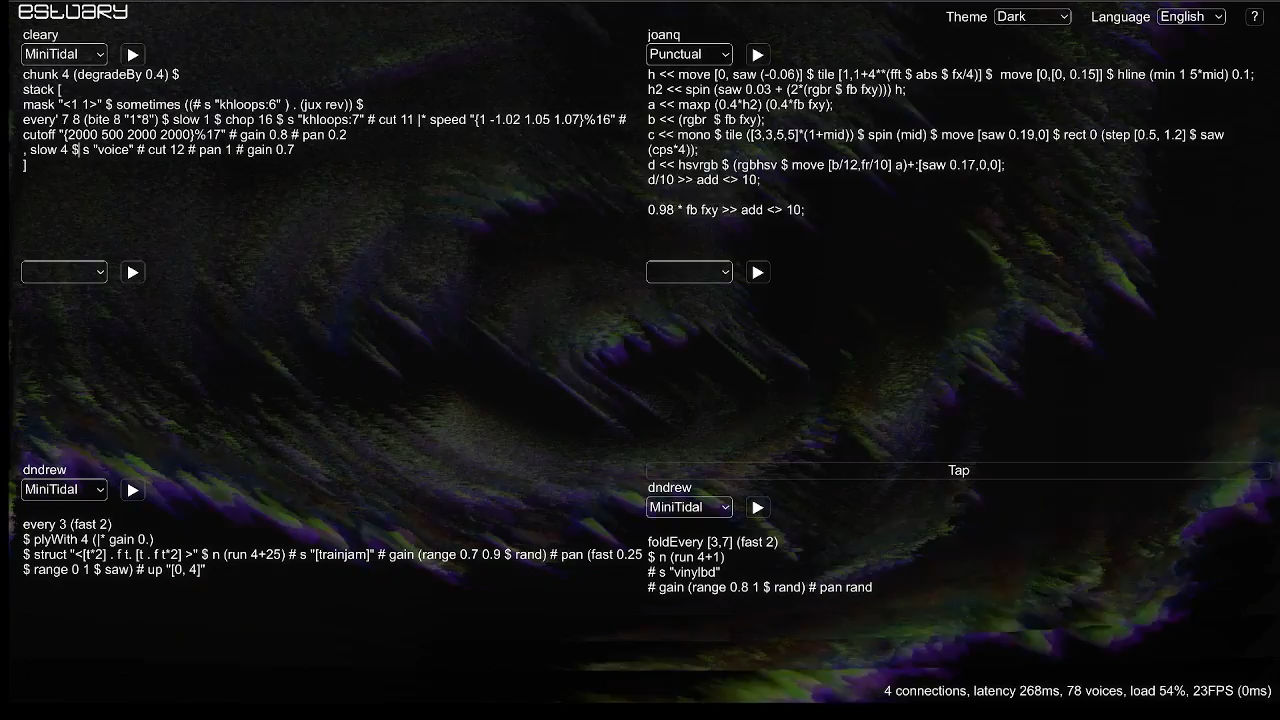 estuary
Theme Dark Language English ?
cleary
MiniTidal
chunk 4 (degradeBy 0.4) $
stack [
mask "<1 1>" $ sometimes ((# s "khloops:6" ) . (jux rev)) $
every' 7 8 (bite 8 "1*8") $ slow 1 $ chop 16 $ s "khloops:7" # cut 11 |* speed "{1 -1.02 1.05 1.07}%16" #
cutoff "{2000 500 2000 2000}%17" # gain 0.8 # pan 0.2
, slow 4 $ s "voice" # cut 12 # pan 1 # gain 0.7
]
joanq
Punctual
h << move [0, saw (-0.06)] $ tile [1,1+4**(fft $ abs $ fx/4)] $ move [0,[0, 0.15]] $ hline (min 1 5*mid) 0.1;
h2 << spin (saw 0.03 + (2*(rgbr $ fb fxy))) h;
a << maxp (0.4*h2) (0.4*fb fxy);
b << (rgbr $ fb fxy);
c << mono $ tile ([3,3,5,5]*(1+mid)) $ spin (mid) $ move [saw 0.19,0] $ rect 0 (step [0.5, 1.2] $ saw
(cps*4));
d << hsvrgb $ (rgbhsv $ move [b/12,fr/10] a)+:[saw 0.17,0,0];
d/10 >> add <> 10;
0.98 * fb fxy >> add <> 10;
dndrew
MiniTidal
every 3 (fast 2)
$ plyWith 4 (|* gain 0.)
$ struct "<[t*2] . f t. [t . f t*2] >" $ n (run 4+25) # s "[trainjam]" # gain (range 0.7 0.9 $ rand) # pan (fast 0.25
$ range 0 1 $ saw) # up "[0, 4]"
Tap
dndrew
MiniTidal
foldEvery [3,7] (fast 2)
$ n (run 4+1)
# s "vinylbd"
# gain (range 0.8 1 $ rand) # pan rand
4 connections, latency 268ms, 78 voices, load 54%, 23FPS (0ms)